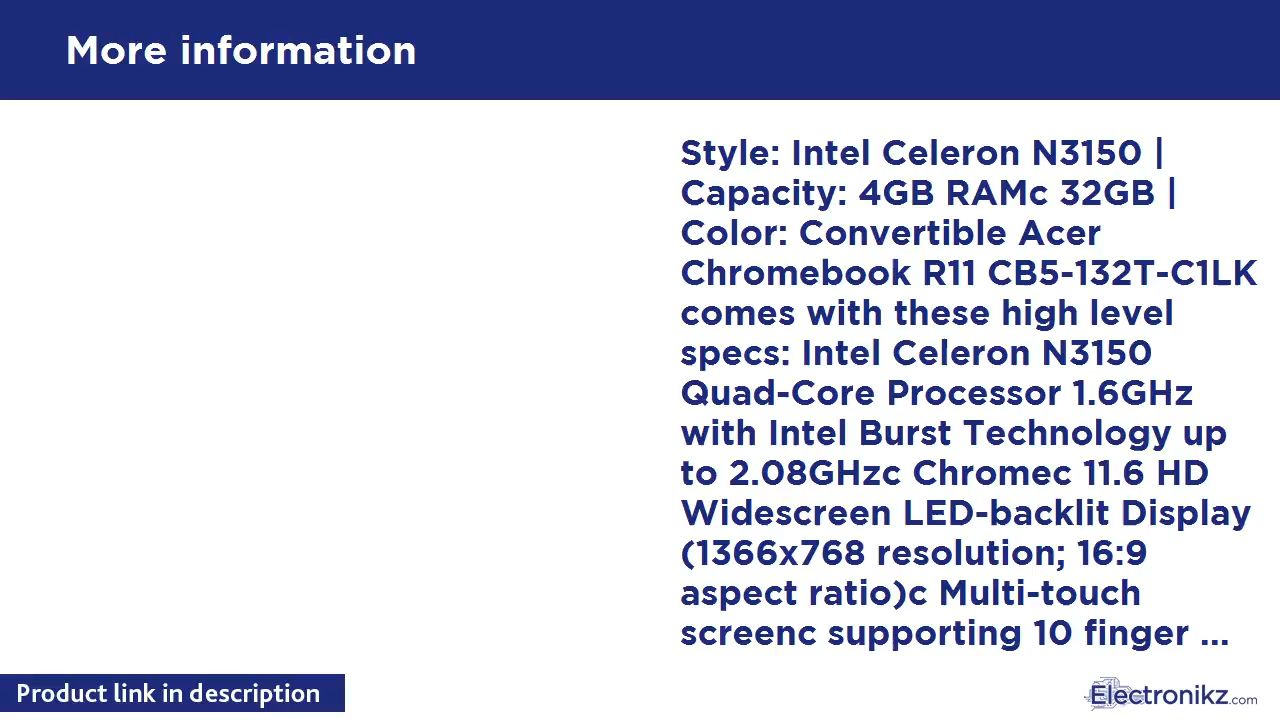 More information
Style: Intel Celeron N3150 |
Capacity: 4GB RAMc 32GB |
Color: Convertible Acer
Chromebook R11 CB5-132T-C1LK
comes with these high level
specs: Intel Celeron N3150
Quad-Core Processor 1.6GHz
with Intel Burst Technology up
to 2.08GHzc Chromec 11.6 HD
Widescreen LED-backlit Display
(1366x768 resolution; 16:9
aspect ratio)c Multi-touch
screenc supporting 10 finger ...
Product link in description
Electronikz.com